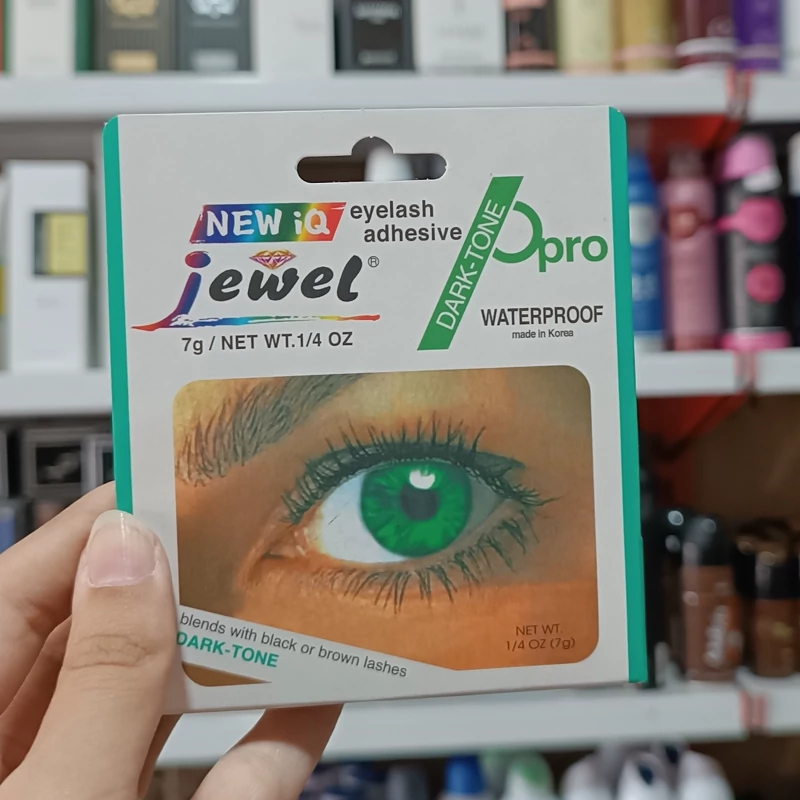 NEW iQ
eyelash
adhesive
jewel®
7g / NET WT.1/4 OZ
DARK-TONE
pro
WATERPROOF
made in Korea
blends with black or brown lashes
DARK-TONE
NET WT.
1/4 OZ (7g)